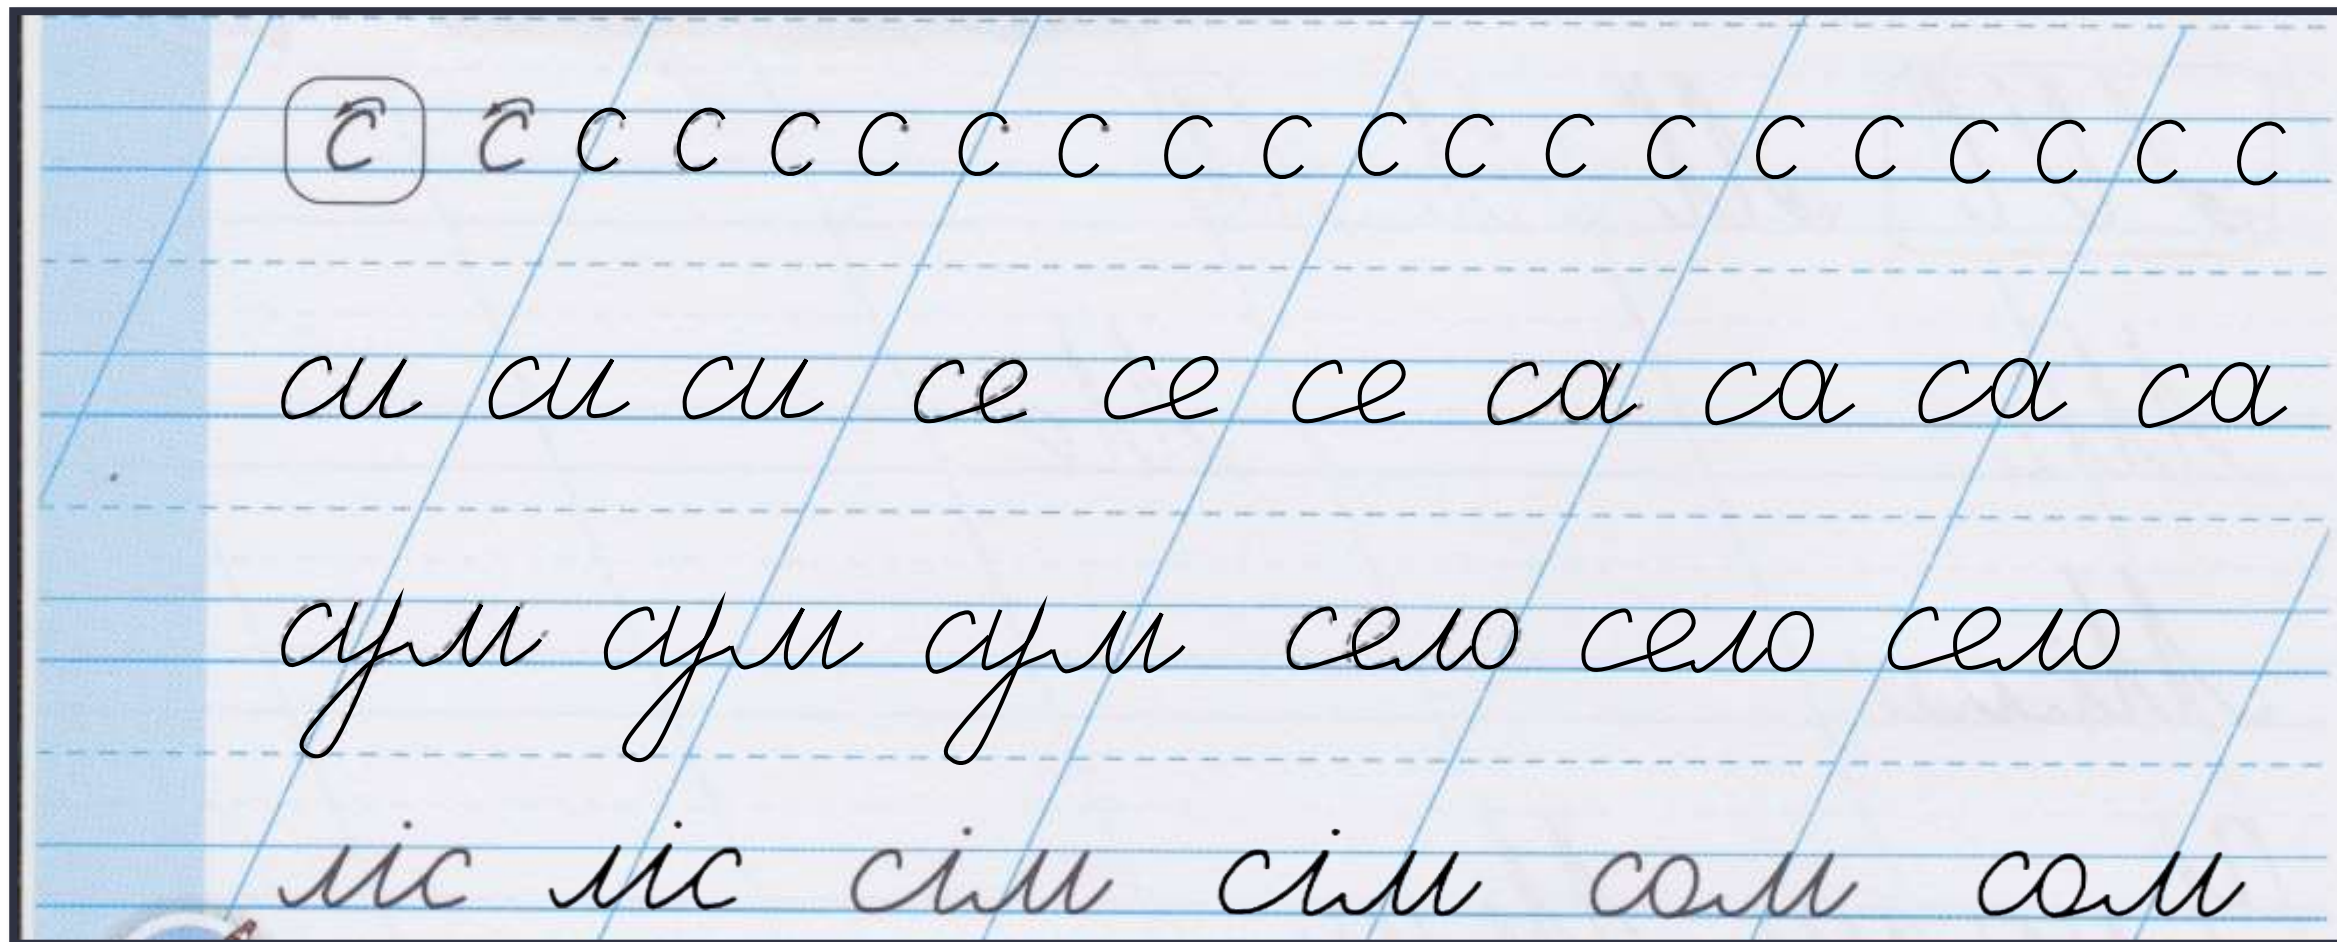 с с с с с с с с с с с с с с с с с с с с
си си си се се се са са са са
сум сум сум село село село
ліс ліс сім сім сом сом